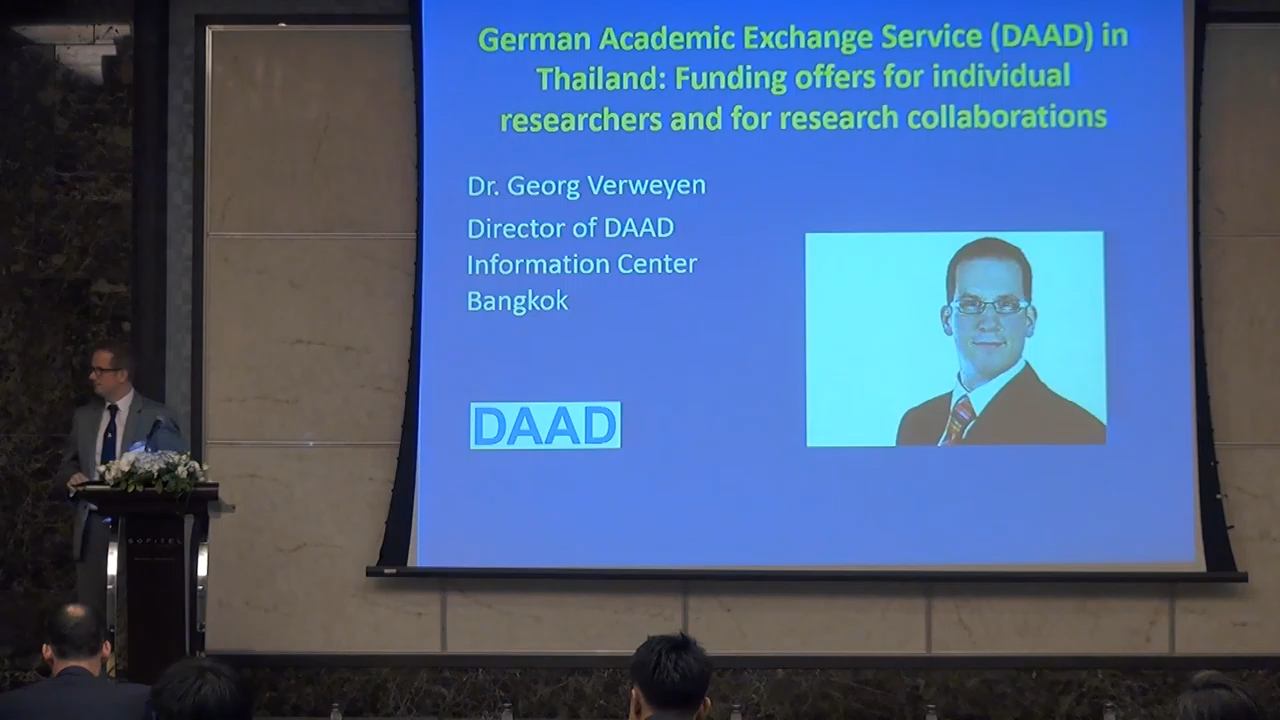 German Academic Exchange Service (DAAD) in
Thailand: Funding offers for individual
researchers and for research collaborations
Dr. Georg Verweyen
Director of DAAD
Information Center
Bangkok
DAAD
SOFITEL